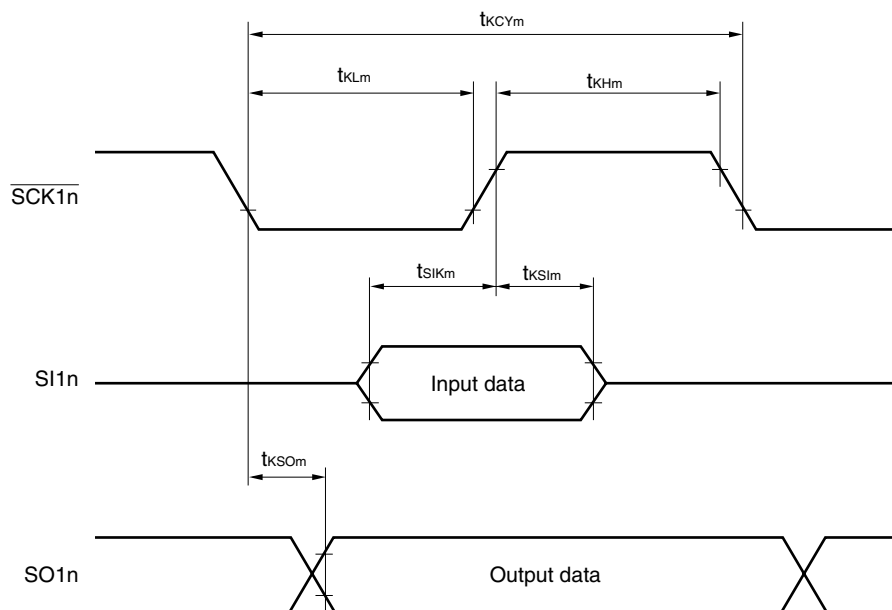 tKCYm
tKLm
tKHm
SCK1n
tSIKm
tKSIm
SI1n
Input data
tKSOm
SO1n
Output data